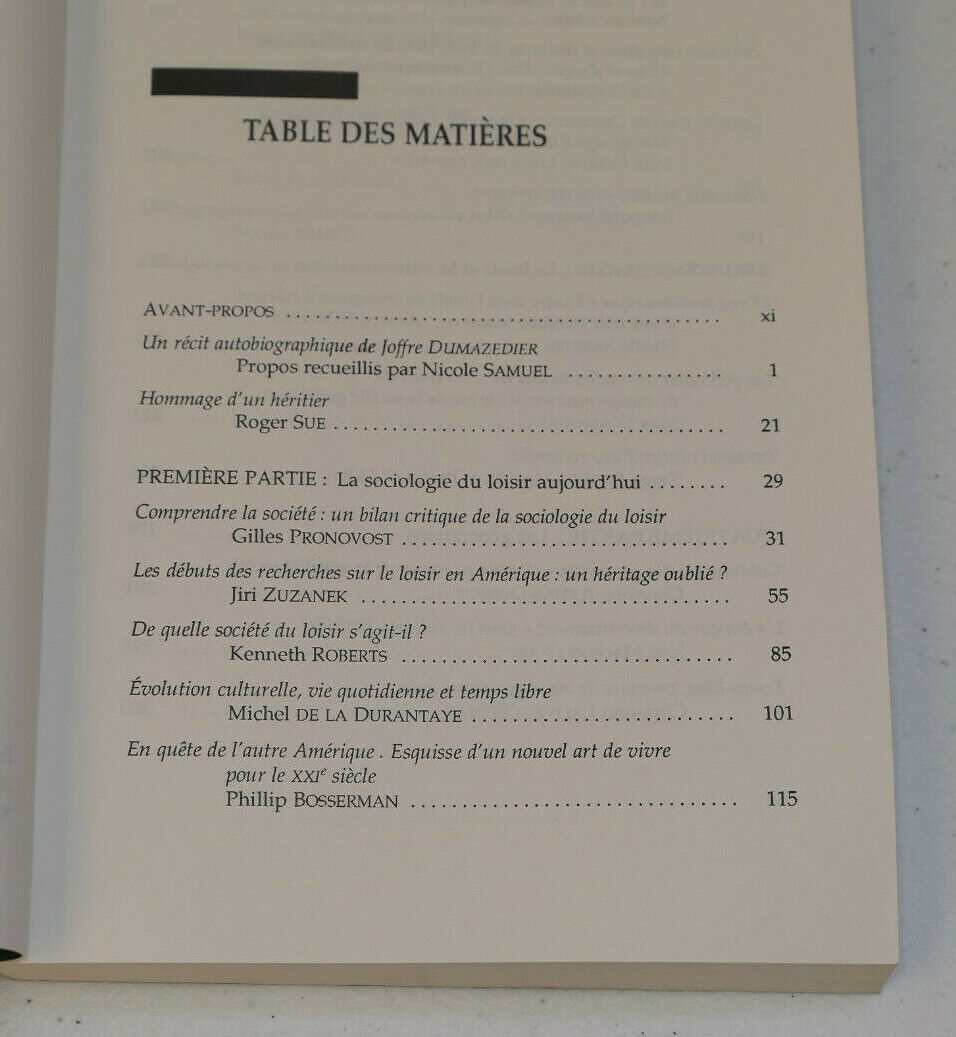 TABLE DES MATIÈRES
AVANT-PROPOS ........................................ xi
Un récit autobiographique de Joffre DUMAZEDIER
Propos recueillis par Nicole SAMUEL ................ 1
Hommage d'un héritier
Roger SUE ........................................ 21
PREMIÈRE PARTIE : La sociologie du loisir aujourd'hui ........ 29
Comprendre la société : un bilan critique de la sociologie du loisir
Gilles PRONOVOST .................................. 31
Les débuts des recherches sur le loisir en Amérique : un héritage oublié ?
Jiri ZUZANEK ...................................... 55
De quelle société du loisir s'agit-il ?
Kenneth ROBERTS .................................. 85
Évolution culturelle, vie quotidienne et temps libre
Michel DE LA DURANTAYE .......................... 101
En quête de l'autre Amérique . Esquisse d'un nouvel art de vivre
pour le XXIe siècle
Phillip BOSSERMAN ................................ 115